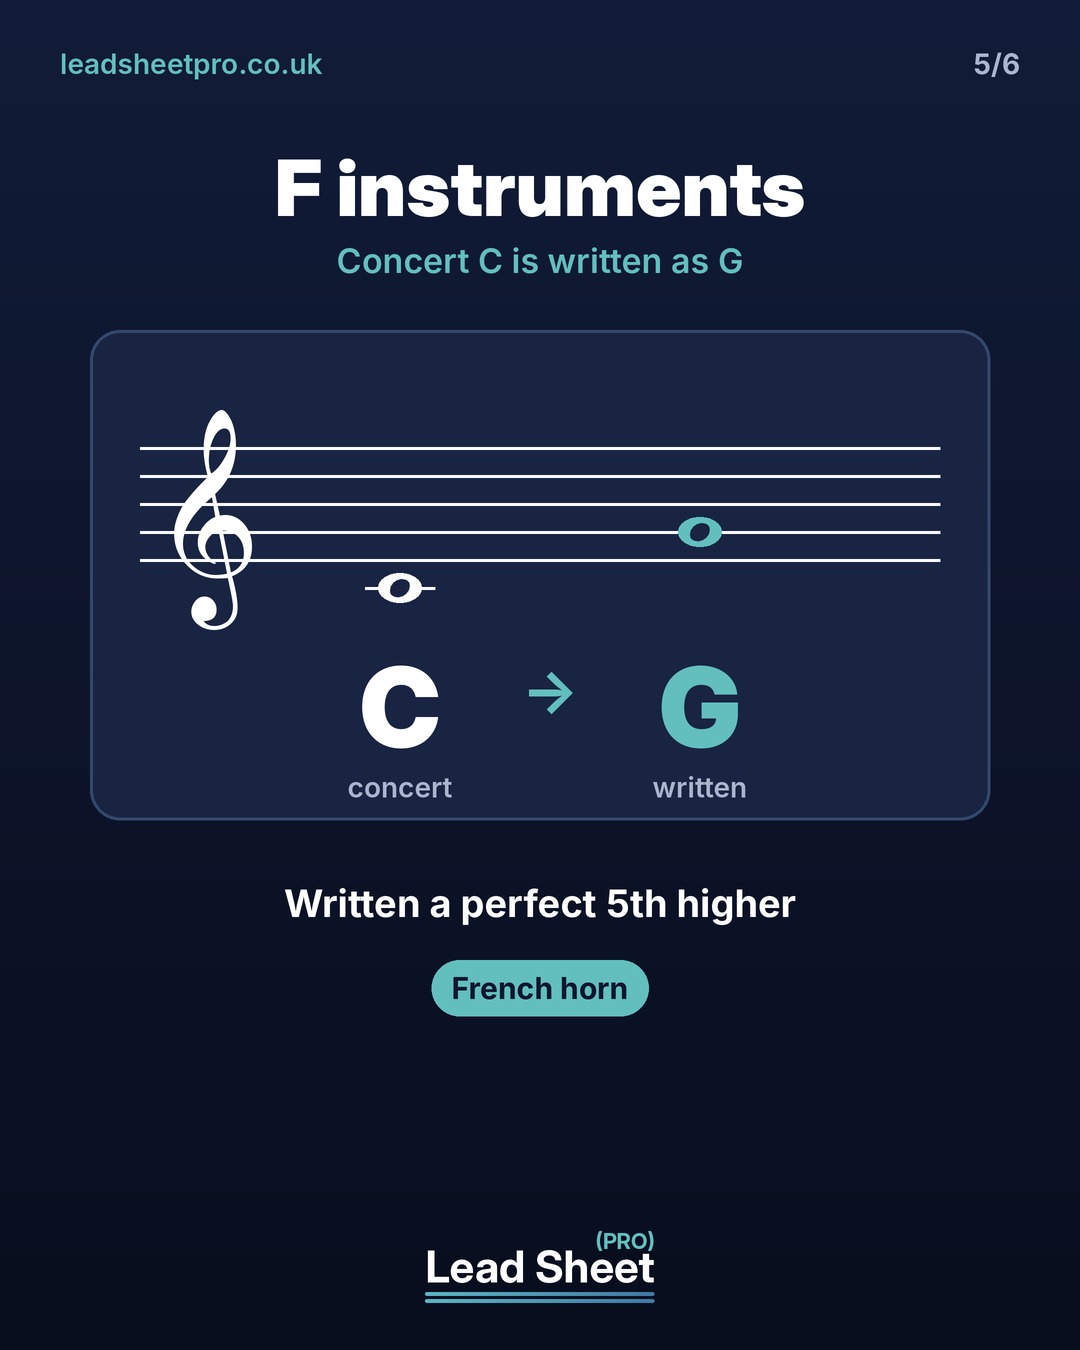 leadsheetpro.co.uk
5/6
F instruments
Concert C is written as G
C → G
concert written
Written a perfect 5th higher
French horn
(PRO)
Lead Sheet